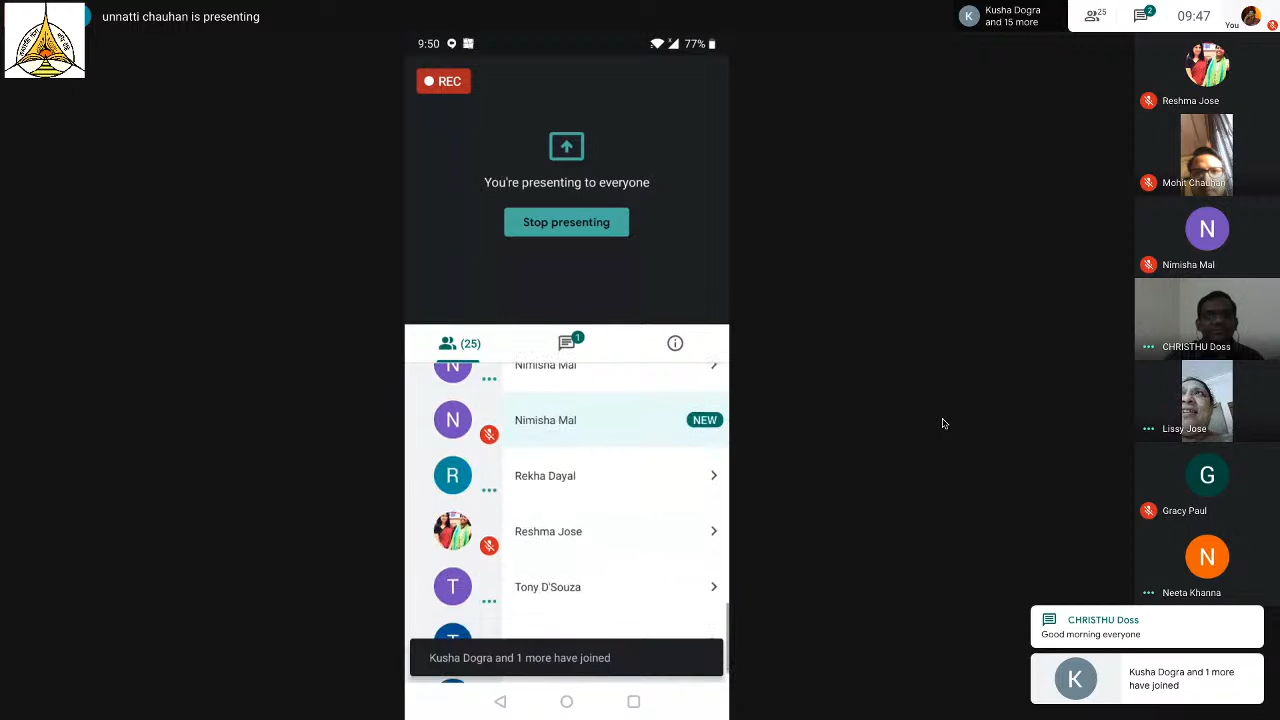 unnatti chauhan is presenting
K
Kusha Dogra
and 15 more
25
2
09:47
You
9:50
77%
REC
You're presenting to everyone
Stop presenting
(25)
1
N
Nimisha Mal
N
Nimisha Mal
NEW
R
Rekha Dayal
Reshma Jose
T
Tony D'Souza
Kusha Dogra and 1 more have joined
Reshma Jose
Mohit Chauhan
N
Nimisha Mal
CHRISTHU Doss
Lissy Jose
G
Gracy Paul
N
Neeta Khanna
CHRISTHU Doss
Good morning everyone
K
Kusha Dogra and 1 more
have joined